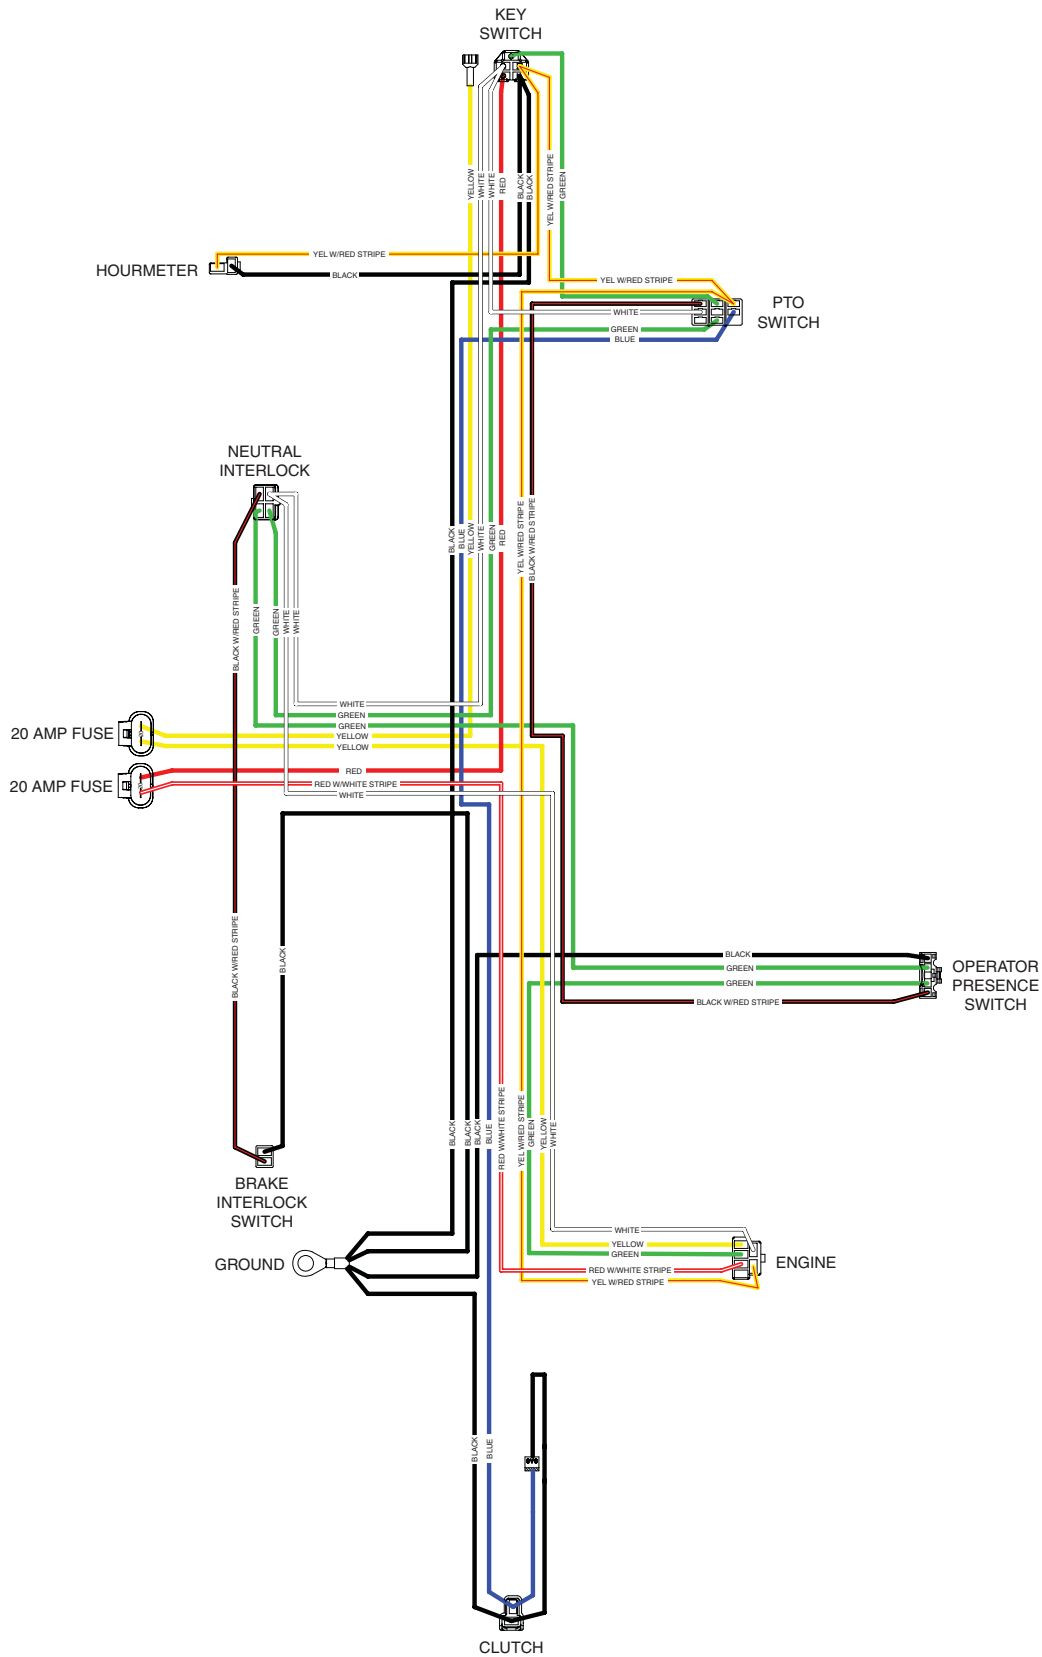 KEY
SWITCH
YELLOW
WHITE
WHITE
RED
BLACK
BLACK
YEL W/RED STRIPE
GREEN
YEL W/RED STRIPE
HOURMETER
BLACK
YEL W/RED STRIPE
PTO
SWITCH
WHITE
GREEN
BLUE
NEUTRAL
INTERLOCK
BLACK
BLUE
YELLOW
WHITE
GREEN
RED
YEL W/RED STRIPE
BLACK W/RED STRIPE
BLACK W/RED STRIPE
GREEN
GREEN
WHITE
WHITE
WHITE
GREEN
GREEN
20 AMP FUSE
YELLOW
YELLOW
RED
20 AMP FUSE
RED W/WHITE STRIPE
WHITE
BLACK W/RED STRIPE
BLACK
BLACK
GREEN
GREEN
BLACK W/RED STRIPE
OPERATOR
PRESENCE
SWITCH
BLACK
BLACK
BLACK
BLUE
RED W/WHITE STRIPE
YEL W/RED STRIPE
GREEN
YELLOW
WHITE
BRAKE
INTERLOCK
SWITCH
WHITE
YELLOW
GREEN
RED W/WHITE STRIPE
YEL W/RED STRIPE
ENGINE
GROUND
BLACK
BLUE
CLUTCH